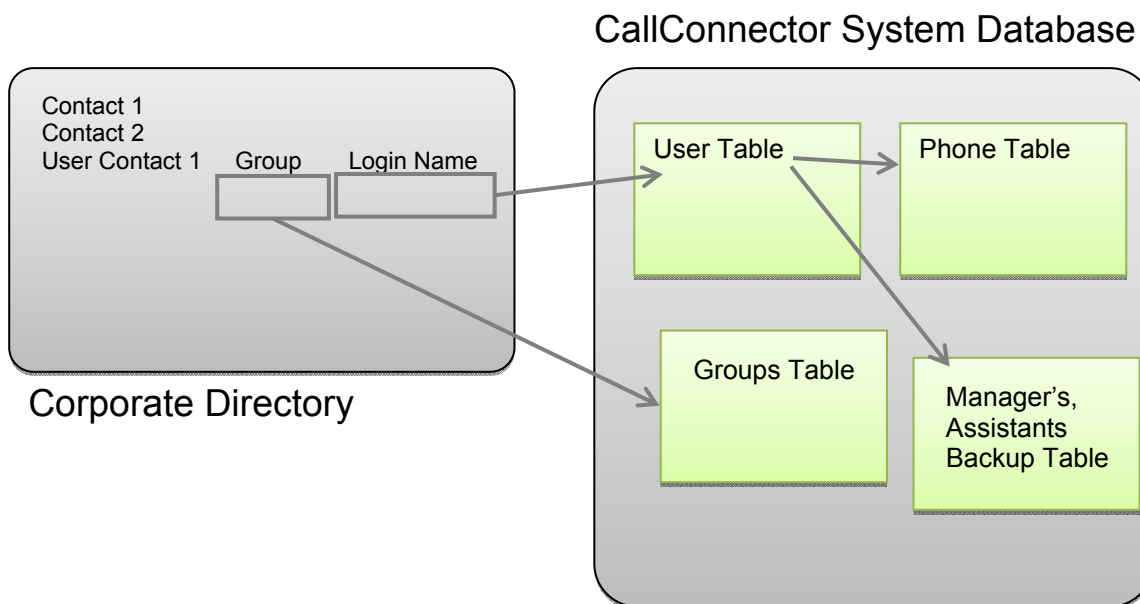 CallConnector System Database
Contact 1
Contact 2
User Contact 1 Group Login Name
Corporate Directory
User Table
Phone Table
Groups Table
Manager's,
Assistants
Backup Table